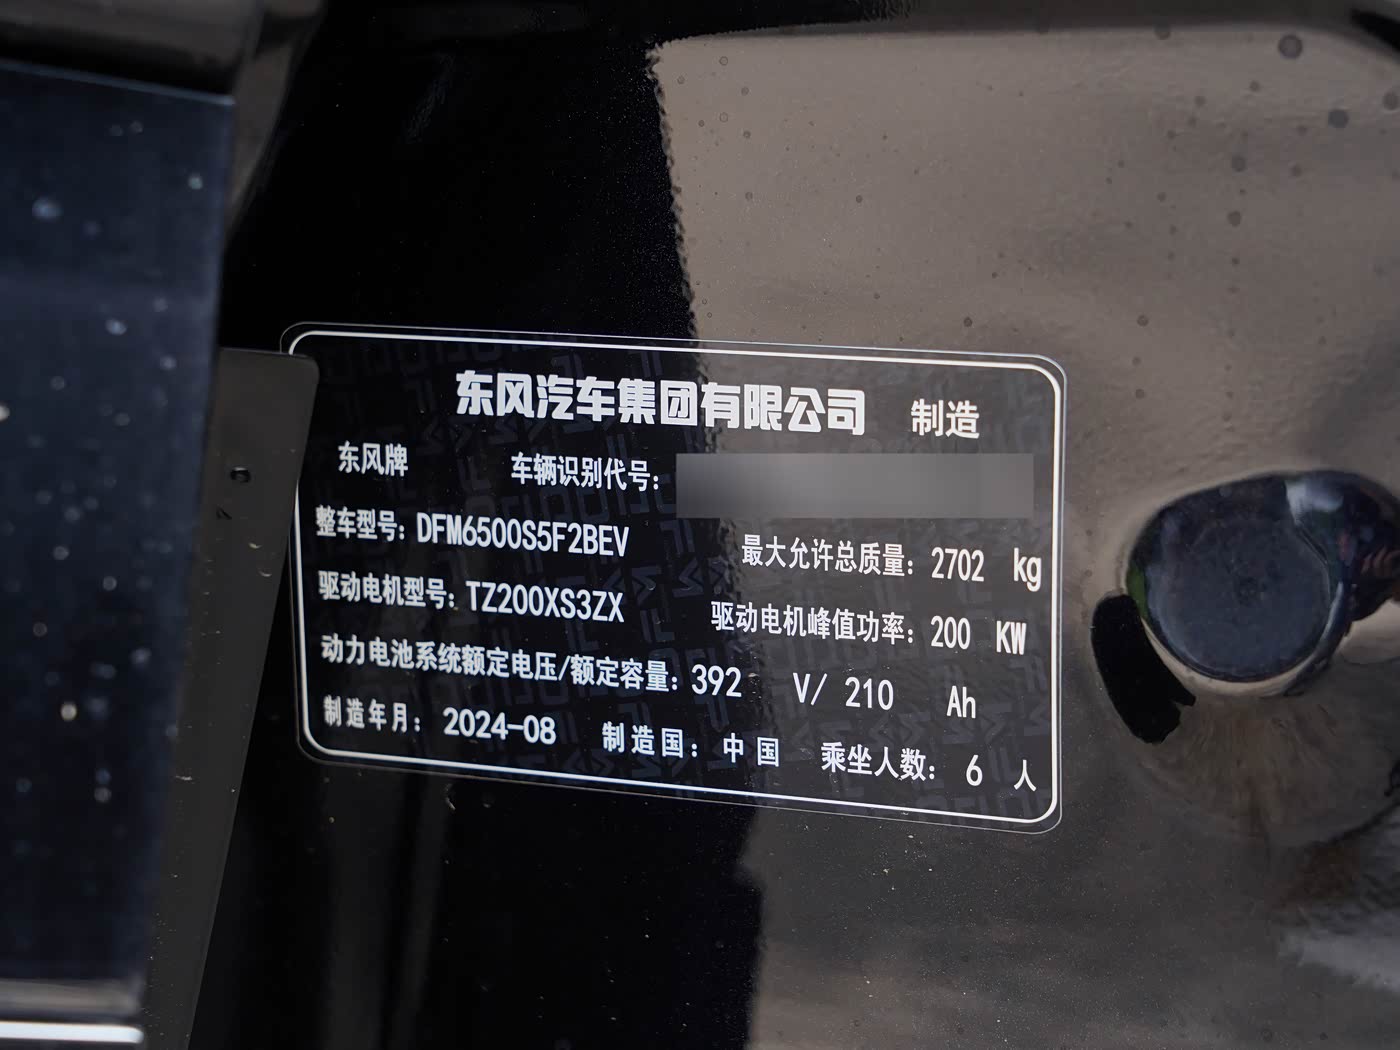 东风汽车集团有限公司 制造
东风牌 车辆识别代号:
整车型号: DFM6500S5F2BEV 最大允许总质量: 2702 kg
驱动电机型号: TZ200XS3ZX 驱动电机峰值功率: 200 KW
动力电池系统额定电压/额定容量: 392 V/ 210 Ah
制造年月: 2024-08 制造国: 中国 乘坐人数: 6 人